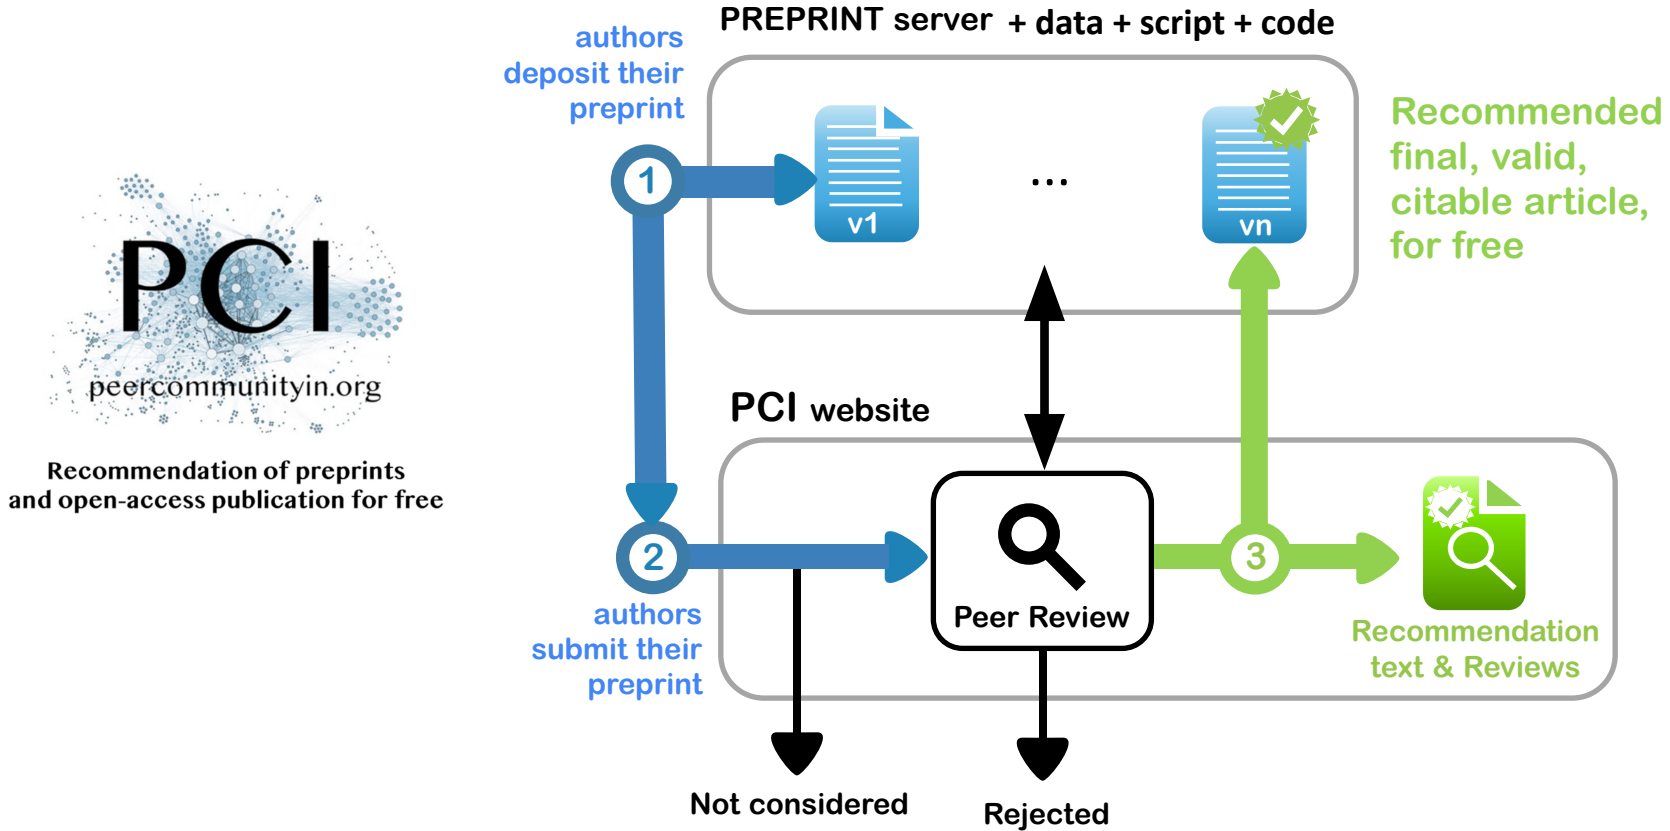 PCI
peercommunityin.org
Recommendation of preprints
and open-access publication for free
PREPRINT server + data + script + code
authors
deposit their
preprint
1
v1
...
vn
Recommended
final, valid,
citable article,
for free
PCI website
2
authors
submit their
preprint
Peer Review
3
Recommendation
text & Reviews
Not considered
Rejected